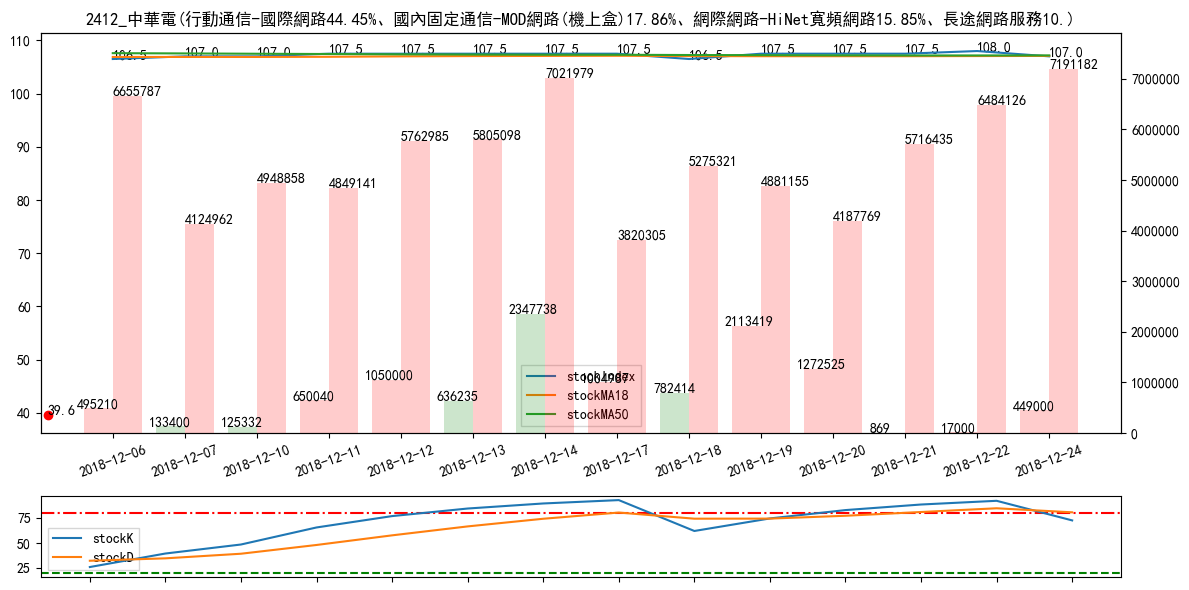 2412_中華電(行動通信-國際網路44.45%、國內固定通信-MOD網路(機上盒)17.86%、網際網路-HiNet寬頻網路15.85%、長途網路服務10.)
110
100
90
80
70
60
50
40
7000000
6000000
5000000
4000000
3000000
2000000
1000000
0
106.5 107.0 107.0 107.5 107.5 107.5 107.5 107.5 106.5 107.5 107.5 107.5 108.0 107.0
6655787 4124962 4948858 4849141 5762985 5805098 7021979 3820305 5275321 4881155 4187769 5716435 6484126 7191182
39.6
495210 133400 125332 650040 1050000 636235 2347738 782414 2113419 1272525 869 17000 449000
stockIndex
stockMA18
stockMA50
2018-12-06 2018-12-07 2018-12-10 2018-12-11 2018-12-12 2018-12-13 2018-12-14 2018-12-17 2018-12-18 2018-12-19 2018-12-20 2018-12-21 2018-12-22 2018-12-24
75
50
25
stockK
stockD